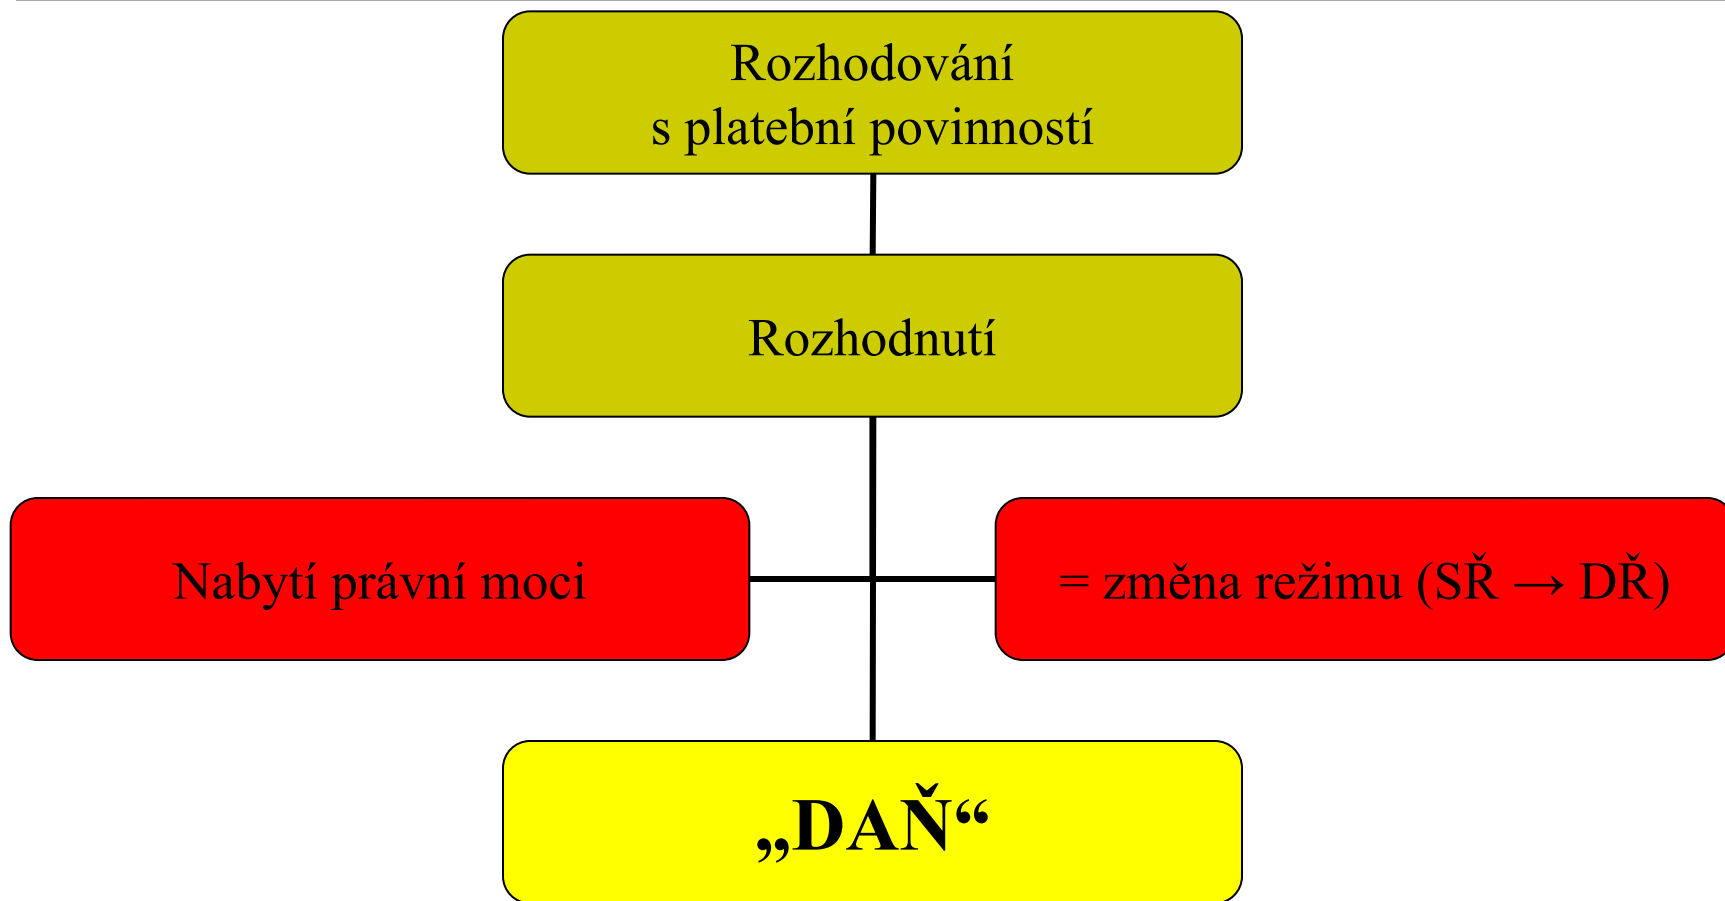 Rozhodování
s platební povinností
Rozhodnutí
Nabytí právní moci
= změna režimu (SŘ → DŘ)
„DAŇ“